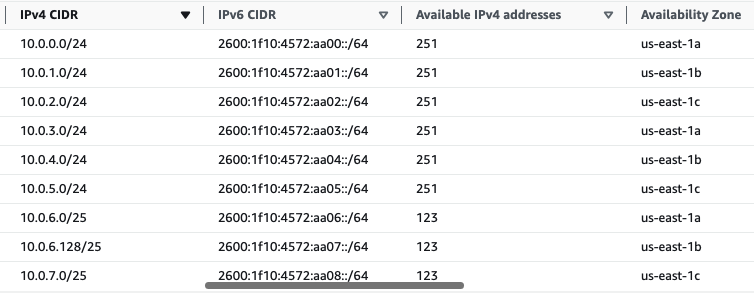 IPv4 CIDR IPv6 CIDR Available IPv4 addresses Availability Zone
10.0.0.0/24 2600:1f10:4572:aa00::/64 251 us-east-1a
10.0.1.0/24 2600:1f10:4572:aa01::/64 251 us-east-1b
10.0.2.0/24 2600:1f10:4572:aa02::/64 251 us-east-1c
10.0.3.0/24 2600:1f10:4572:aa03::/64 251 us-east-1a
10.0.4.0/24 2600:1f10:4572:aa04::/64 251 us-east-1b
10.0.5.0/24 2600:1f10:4572:aa05::/64 251 us-east-1c
10.0.6.0/25 2600:1f10:4572:aa06::/64 123 us-east-1a
10.0.6.128/25 2600:1f10:4572:aa07::/64 123 us-east-1b
10.0.7.0/25 2600:1f10:4572:aa08::/64 123 us-east-1c